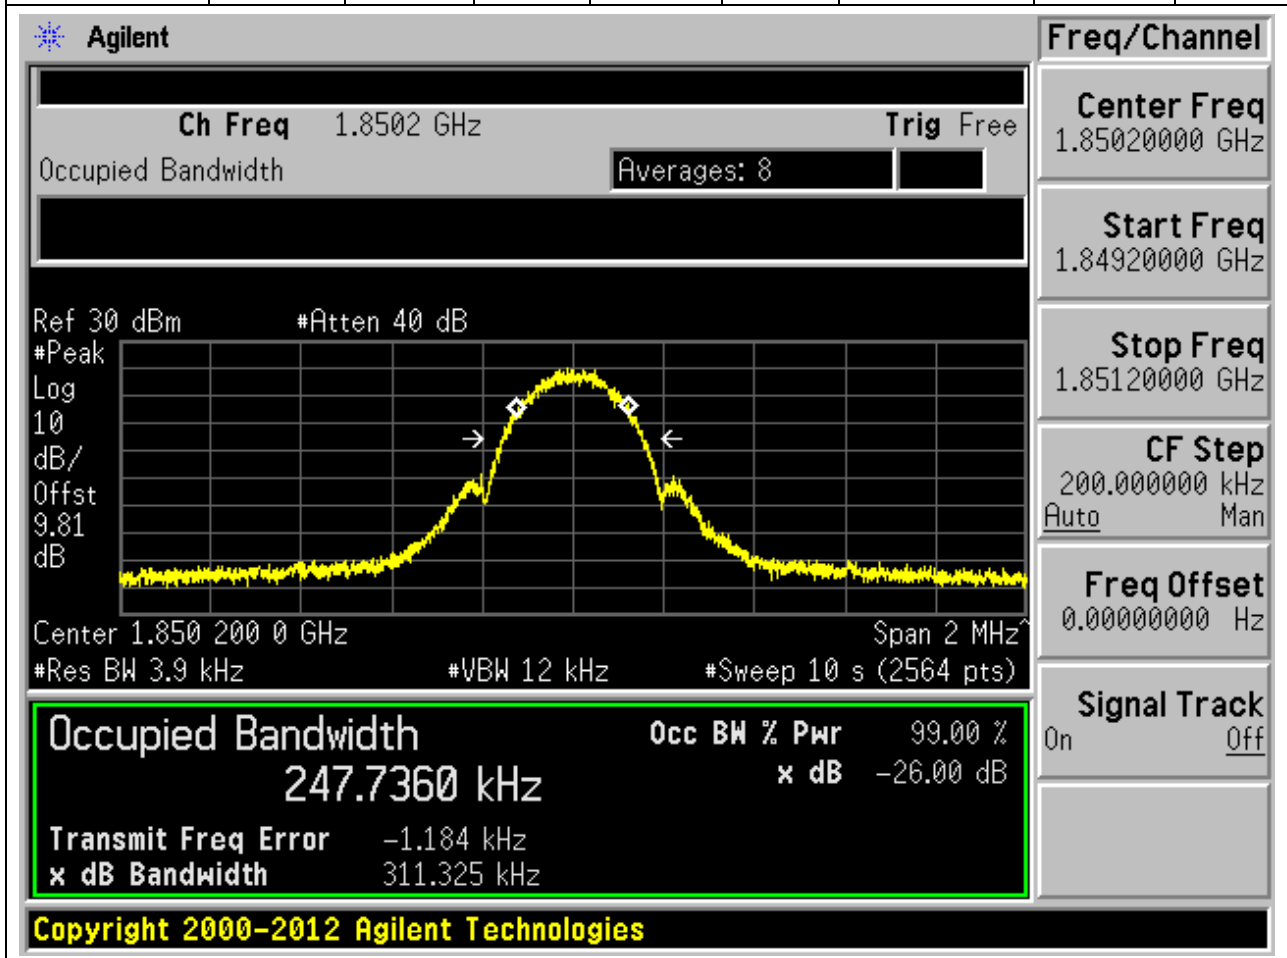 Agilent
Freq/Channel
Ch Freq 1.8502 GHz Trig Free
Occupied Bandwidth Averages: 8
Center Freq
1.85020000 GHz
Start Freq
1.84920000 GHz
Stop Freq
1.85120000 GHz
CF Step
200.000000 kHz
Auto Man
Freq Offset
0.00000000 Hz
Signal Track
On Off
Ref 30 dBm #Atten 40 dB
#Peak
Log
10
dB/
Offst
9.81
dB
Center 1.850 200 0 GHz Span 2 MHz^
#Res BW 3.9 kHz #VBW 12 kHz #Sweep 10 s (2564 pts)
Occupied Bandwidth Occ BW % Pwr 99.00 %
247.7360 kHz x dB -26.00 dB
Transmit Freq Error -1.184 kHz
x dB Bandwidth 311.325 kHz
Copyright 2000-2012 Agilent Technologies